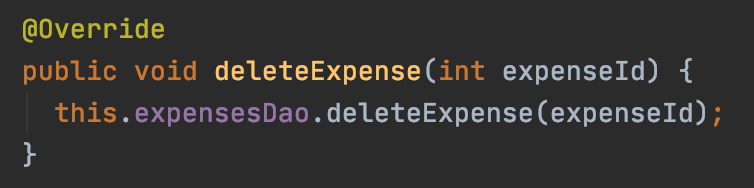 @Override
public void deleteExpense(int expenseId) {
  this.expensesDao.deleteExpense(expenseId);
}